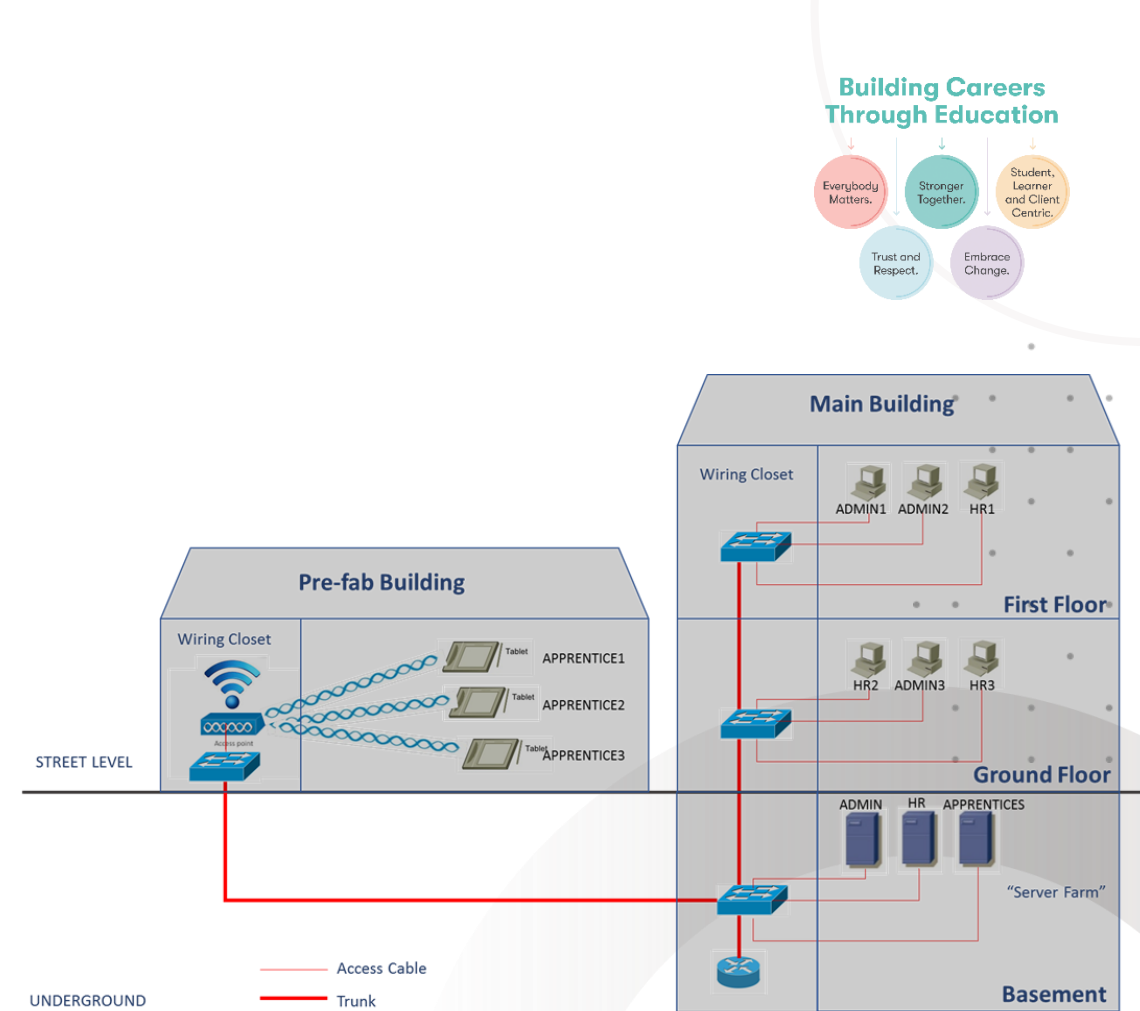 Building Careers
Through Education
Everybody
Matters.
Stronger
Together.
Student,
Learner
and Client
Centric.
Trust and
Respect.
Embrace
Change.
Main Building
Wiring Closet
ADMIN1
ADMIN2
HR1
First Floor
Pre-fab Building
Wiring Closet
Access point
Tablet
APPRENTICE1
Tablet
APPRENTICE2
Tablet
APPRENTICE3
HR2
ADMIN3
HR3
Ground Floor
STREET LEVEL
ADMIN
HR
APPRENTICES
"Server Farm"
Access Cable
Trunk
UNDERGROUND
Basement